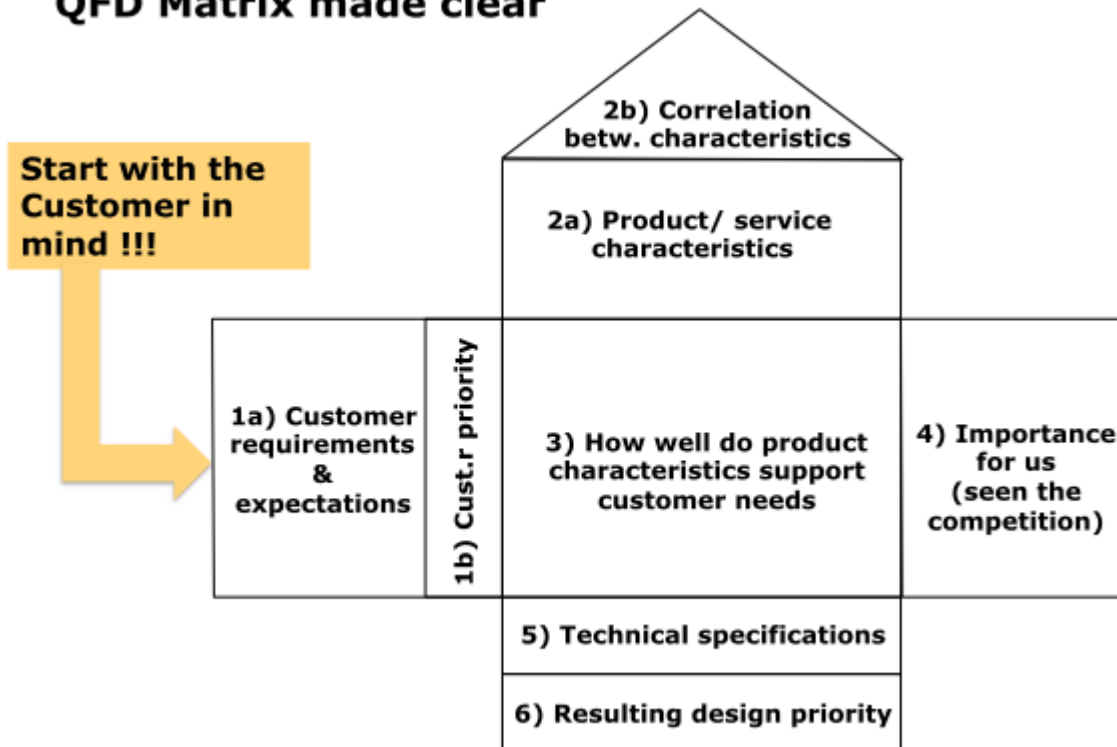 QFD Matrix made clear
2b) Correlation
betw. characteristics
Start with the
Customer in
mind !!!
2a) Product/ service
characteristics
1a) Customer
requirements
&
expectations
1b) Cust.r priority
3) How well do product
characteristics support
customer needs
4) Importance
for us
(seen the
competition)
5) Technical specifications
6) Resulting design priority